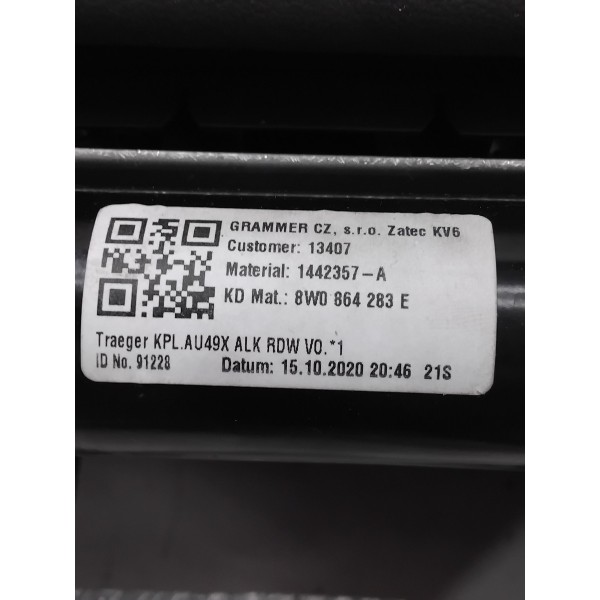 GRAMMER CZ, s.r.o. Zatec KV6
Customer: 13407
Material: 1442357-A
KD Mat.: 8W0 864 283 E
Traeger KPL.AU49X ALK RDW V0.*1
ID No. 91228 Datum: 15.10.2020 20:46 21S